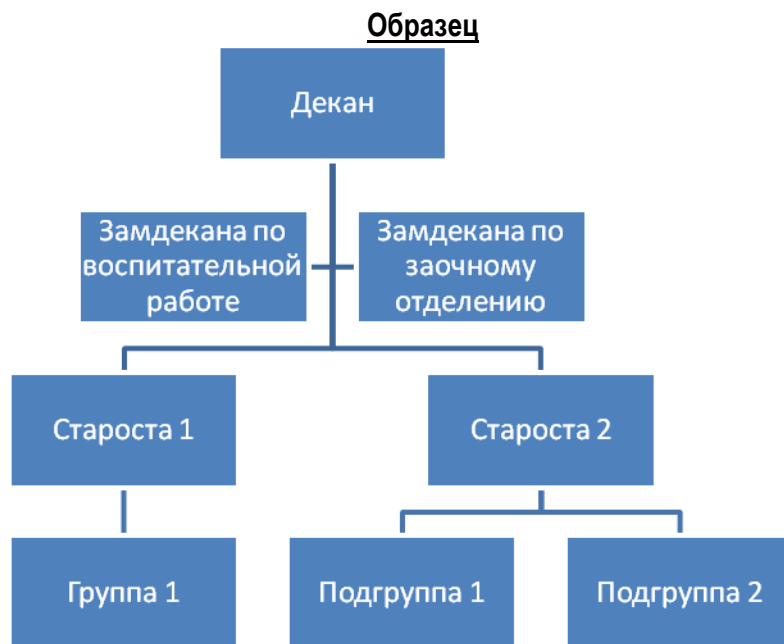 Образец
Декан
Замдекана по
воспитательной
работе
Замдекана по
заочному
отделению
Староста 1
Староста 2
Группа 1
Подгруппа 1
Подгруппа 2